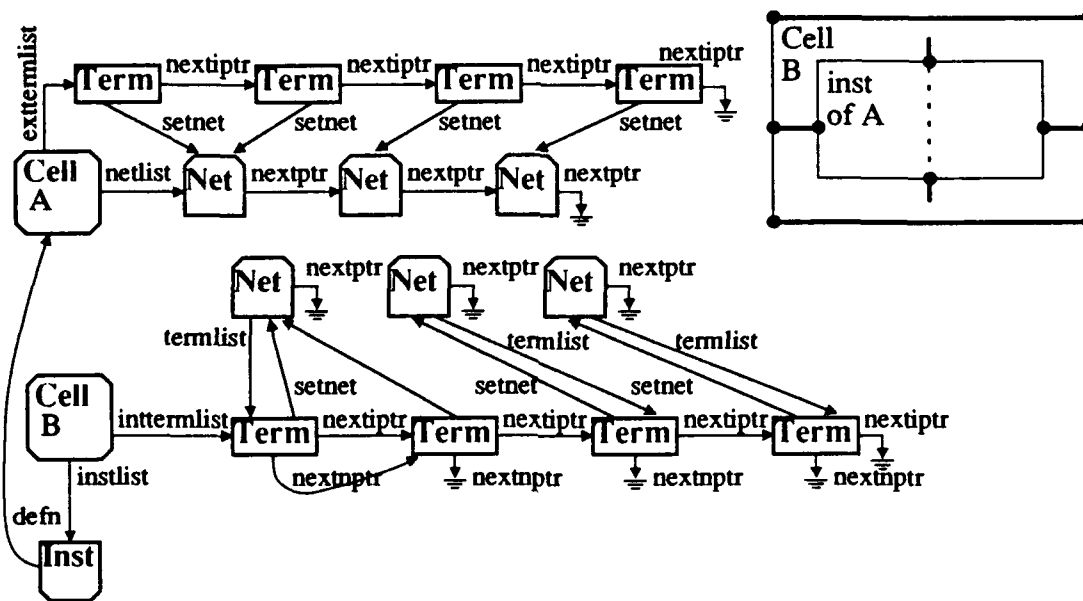 Term nextiptr Term nextiptr Term nextiptr Term nextiptr
exttermlist
setnet setnet setnet setnet
Cell A netlist Net nextptr Net nextptr Net nextptr
Cell B
inst of A
Net nextptr Net nextptr Net nextptr
termlist termlist termlist
setnet setnet setnet
Cell B inttermlist Term nextiptr Term nextiptr Term nextiptr Term nextiptr
instlist nextnptr nextnptr nextnptr nextnptr
defn
Inst